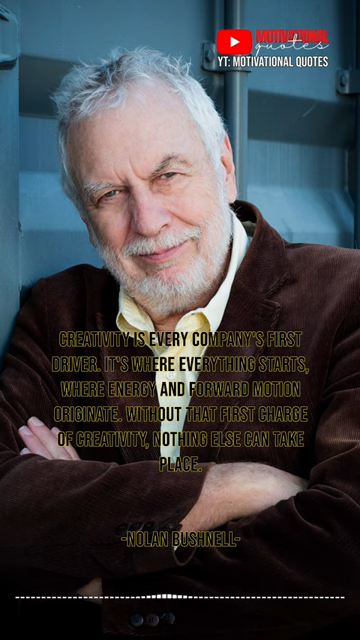 MOTIVATIONAL
quotes
YT: MOTIVATIONAL QUOTES
CREATIVITY IS EVERY COMPANY'S FIRST
DRIVER. IT'S WHERE EVERYTHING STARTS,
WHERE ENERGY AND FORWARD MOTION
ORIGINATE. WITHOUT THAT FIRST CHARGE
OF CREATIVITY, NOTHING ELSE CAN TAKE
PLACE.
-NOLAN BUSHNELL-